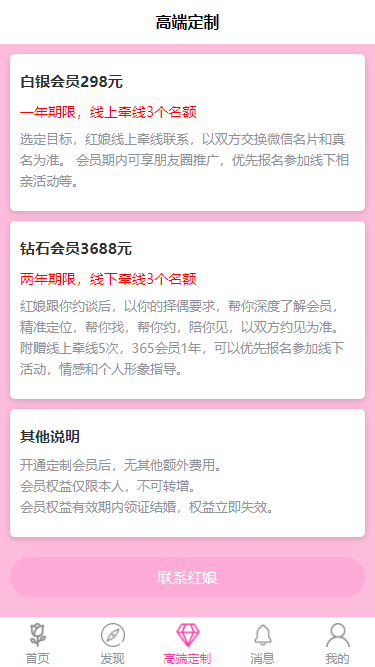 高端定制
白银会员298元
一年期限，线上牵线3个名额
选定目标，红娘线上牵线联系，以双方交换微信名片和真
名为准。 会员期内可享朋友圈推广，优先报名参加线下相
亲活动等。
钻石会员3688元
两年期限，线下牵线3个名额
红娘跟你约谈后，以你的择偶要求，帮你深度了解会员，
精准定位，帮你找，帮你约，陪你见，以双方约见为准。
附赠线上牵线5次，365会员1年，可以优先报名参加线下
活动，情感和个人形象指导。
其他说明
开通定制会员后，无其他额外费用。
会员权益仅限本人，不可转增。
会员权益有效期内领证结婚，权益立即失效。
联系红娘
首页 发现 高端定制 消息 我的